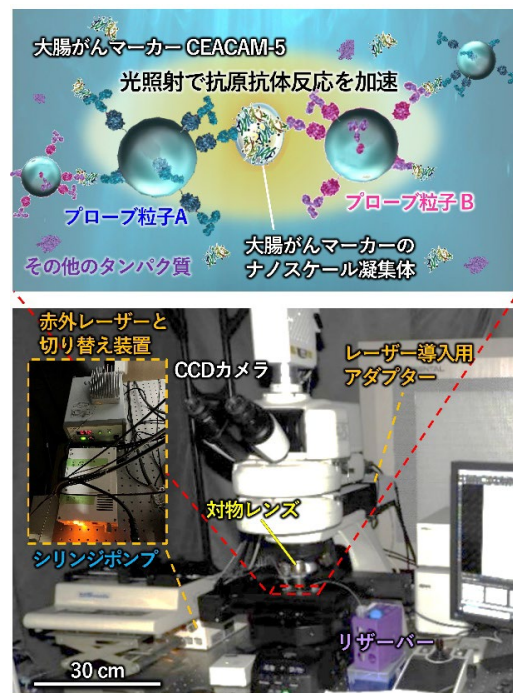 大腸がんマーカー CEACAM-5
光照射で抗原抗体反応を加速
プローブ粒子A
プローブ粒子B
大腸がんマーカーの
ナノスケール凝集体
その他のタンパク質
赤外レーザーと
切り替え装置
CCDカメラ
レーザー導入用
アダプター
対物レンズ
シリンジポンプ
リザーバー
30 cm